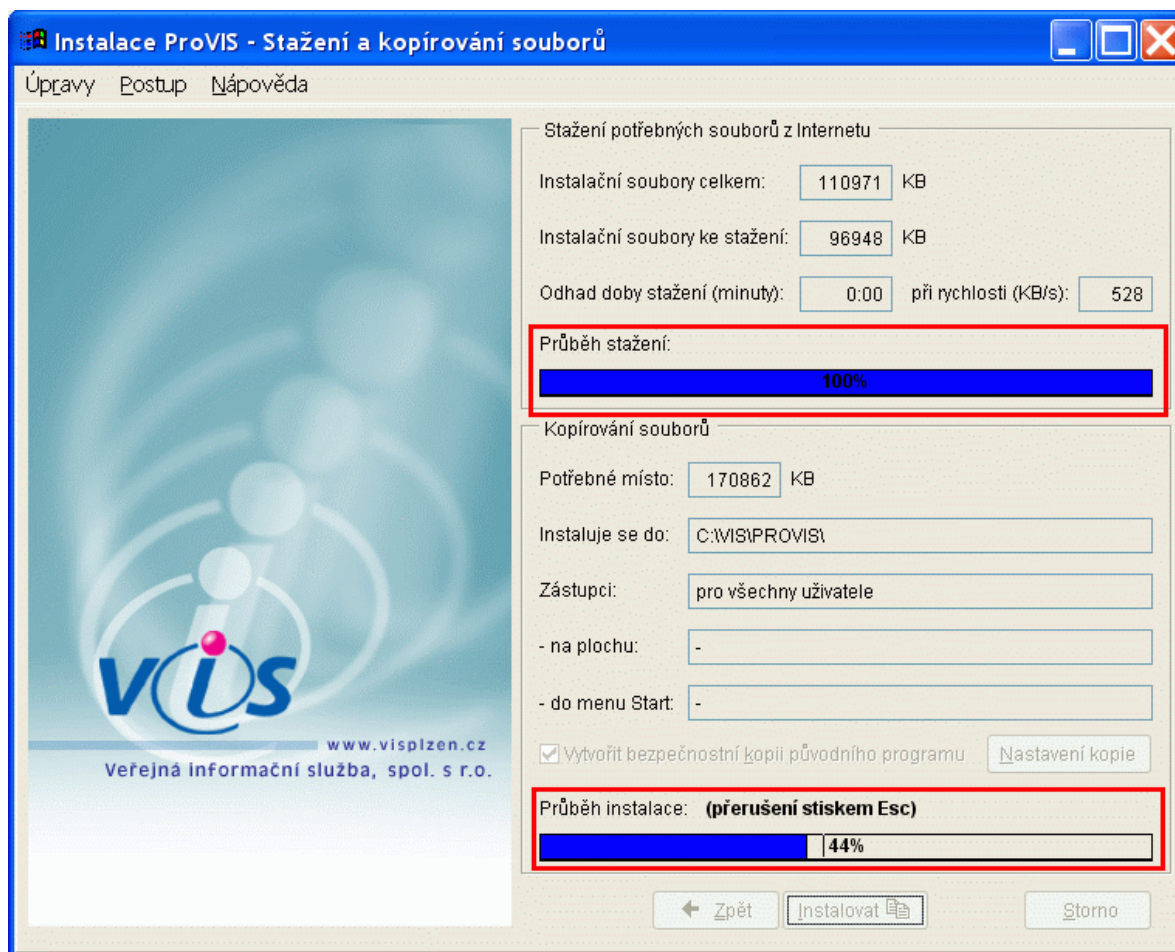 Instalace ProVIS - Stažení a kopírování souborů
Úpravy Postup Nápověda
Stažení potřebných souborů z Internetu
Instalační soubory celkem: 110971 KB
Instalační soubory ke stažení: 96948 KB
Odhad doby stažení (minuty): 0:00 při rychlosti (KB/s): 528
Průběh stažení:
100%
Kopírování souborů
Potřebné místo: 170862 KB
Instaluje se do: C:\VIS\PROVIS\
Zástupci: pro všechny uživatele
- na plochu: -
- do menu Start: -
Vytvořit bezpečnostní kopii původního programu Nastavení kopie
Průběh instalace: (přerušení stiskem Esc)
44%
Zpět Instalovat Storno
vis
www.visplzen.cz
Veřejná informační služba, spol. s r.o.